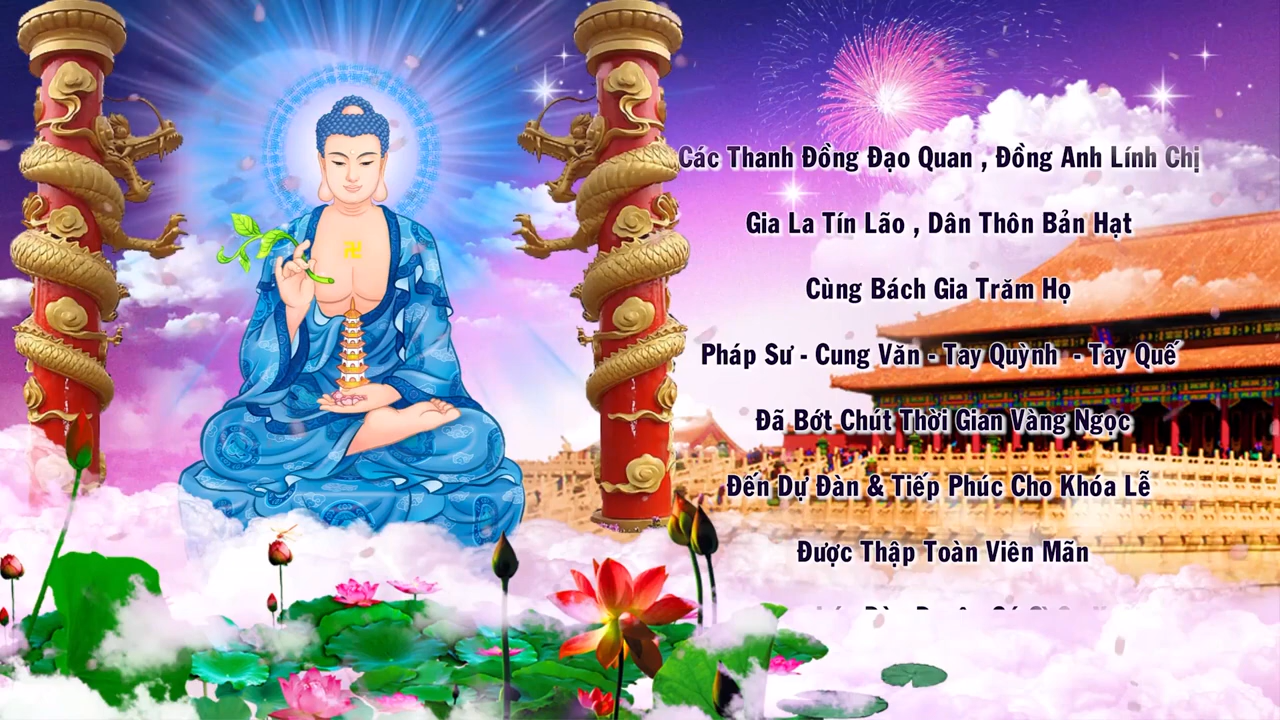 Các Thanh Đồng Đạo Quan , Đồng Anh Lính Chị
Gia La Tín Lão , Dân Thôn Bản Hạt
Cùng Bách Gia Trăm Họ
Pháp Sư - Cung Văn - Tay Quỳnh - Tay Quế
Đã Bớt Chút Thời Gian Vàng Ngọc
Đến Dự Đàn & Tiếp Phúc Cho Khóa Lễ
Được Thập Toàn Viên Mãn